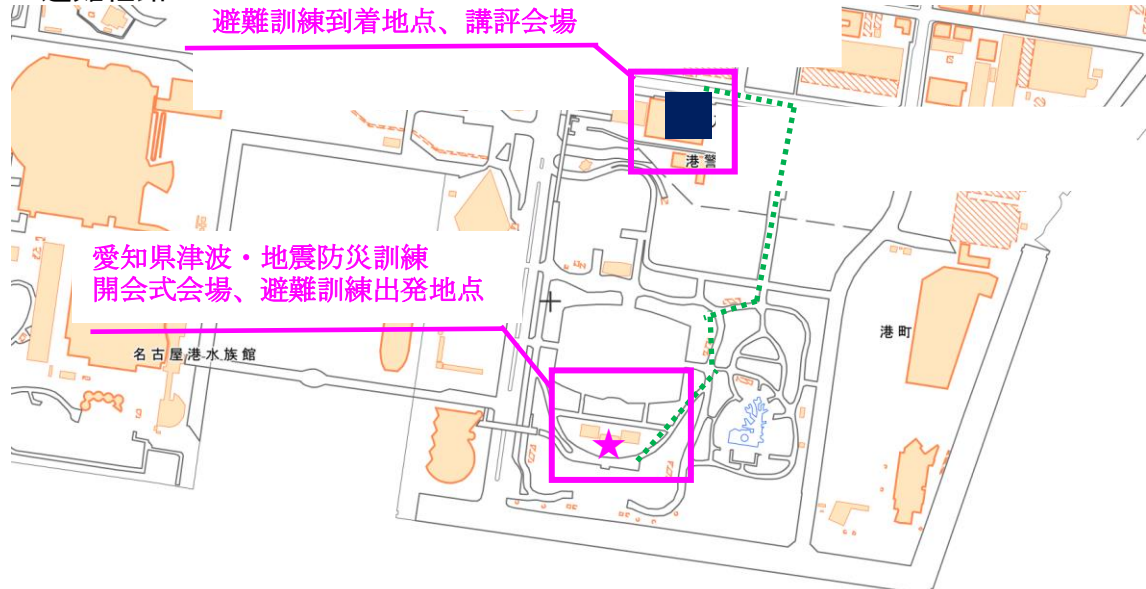 避難訓練到着地点、講評会場
港警
愛知県津波・地震防災訓練
開会式会場、避難訓練出発地点
港町
名古屋港水族館